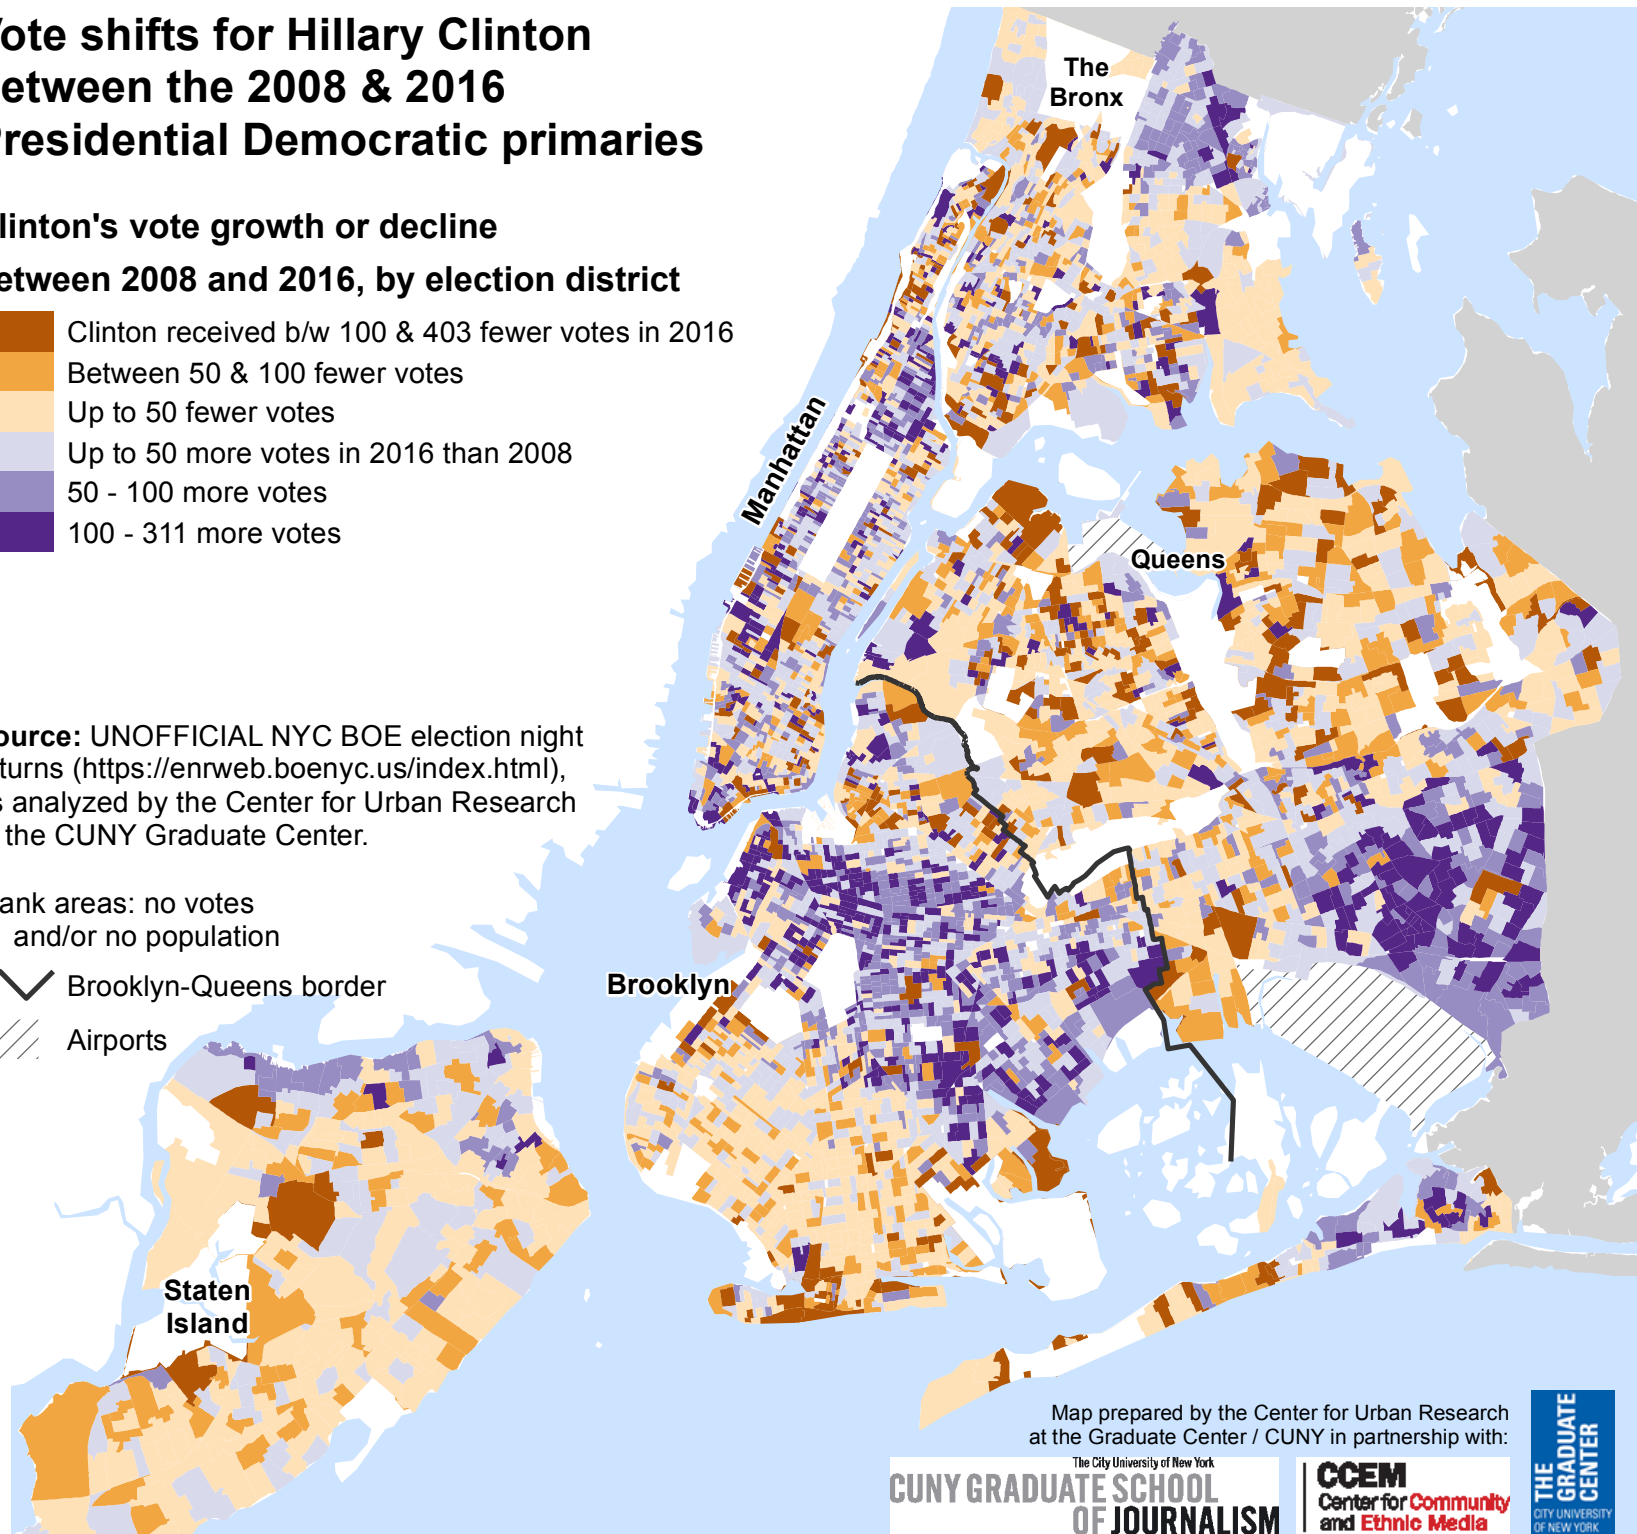 ote shifts for Hillary Clinton
etween the 2008 & 2016
residential Democratic primaries
linton's vote growth or decline
etween 2008 and 2016, by election district
Clinton received b/w 100 & 403 fewer votes in 2016
Between 50 & 100 fewer votes
Up to 50 fewer votes
Up to 50 more votes in 2016 than 2008
50 - 100 more votes
100 - 311 more votes
ource: UNOFFICIAL NYC BOE election night
turns (https://enrweb.boenyc.us/index.html),
s analyzed by the Center for Urban Research
the CUNY Graduate Center.
ank areas: no votes
and/or no population
Brooklyn-Queens border
Airports
The
Bronx
Manhattan
Queens
Brooklyn
Staten
Island
Map prepared by the Center for Urban Research
at the Graduate Center / CUNY in partnership with:
The City University of New York
CUNY GRADUATE SCHOOL
OF JOURNALISM
CCEM
Center for Community
and Ethnic Media
THE
GRADUATE
CENTER
CITY UNIVERSITY
OF NEW YORK